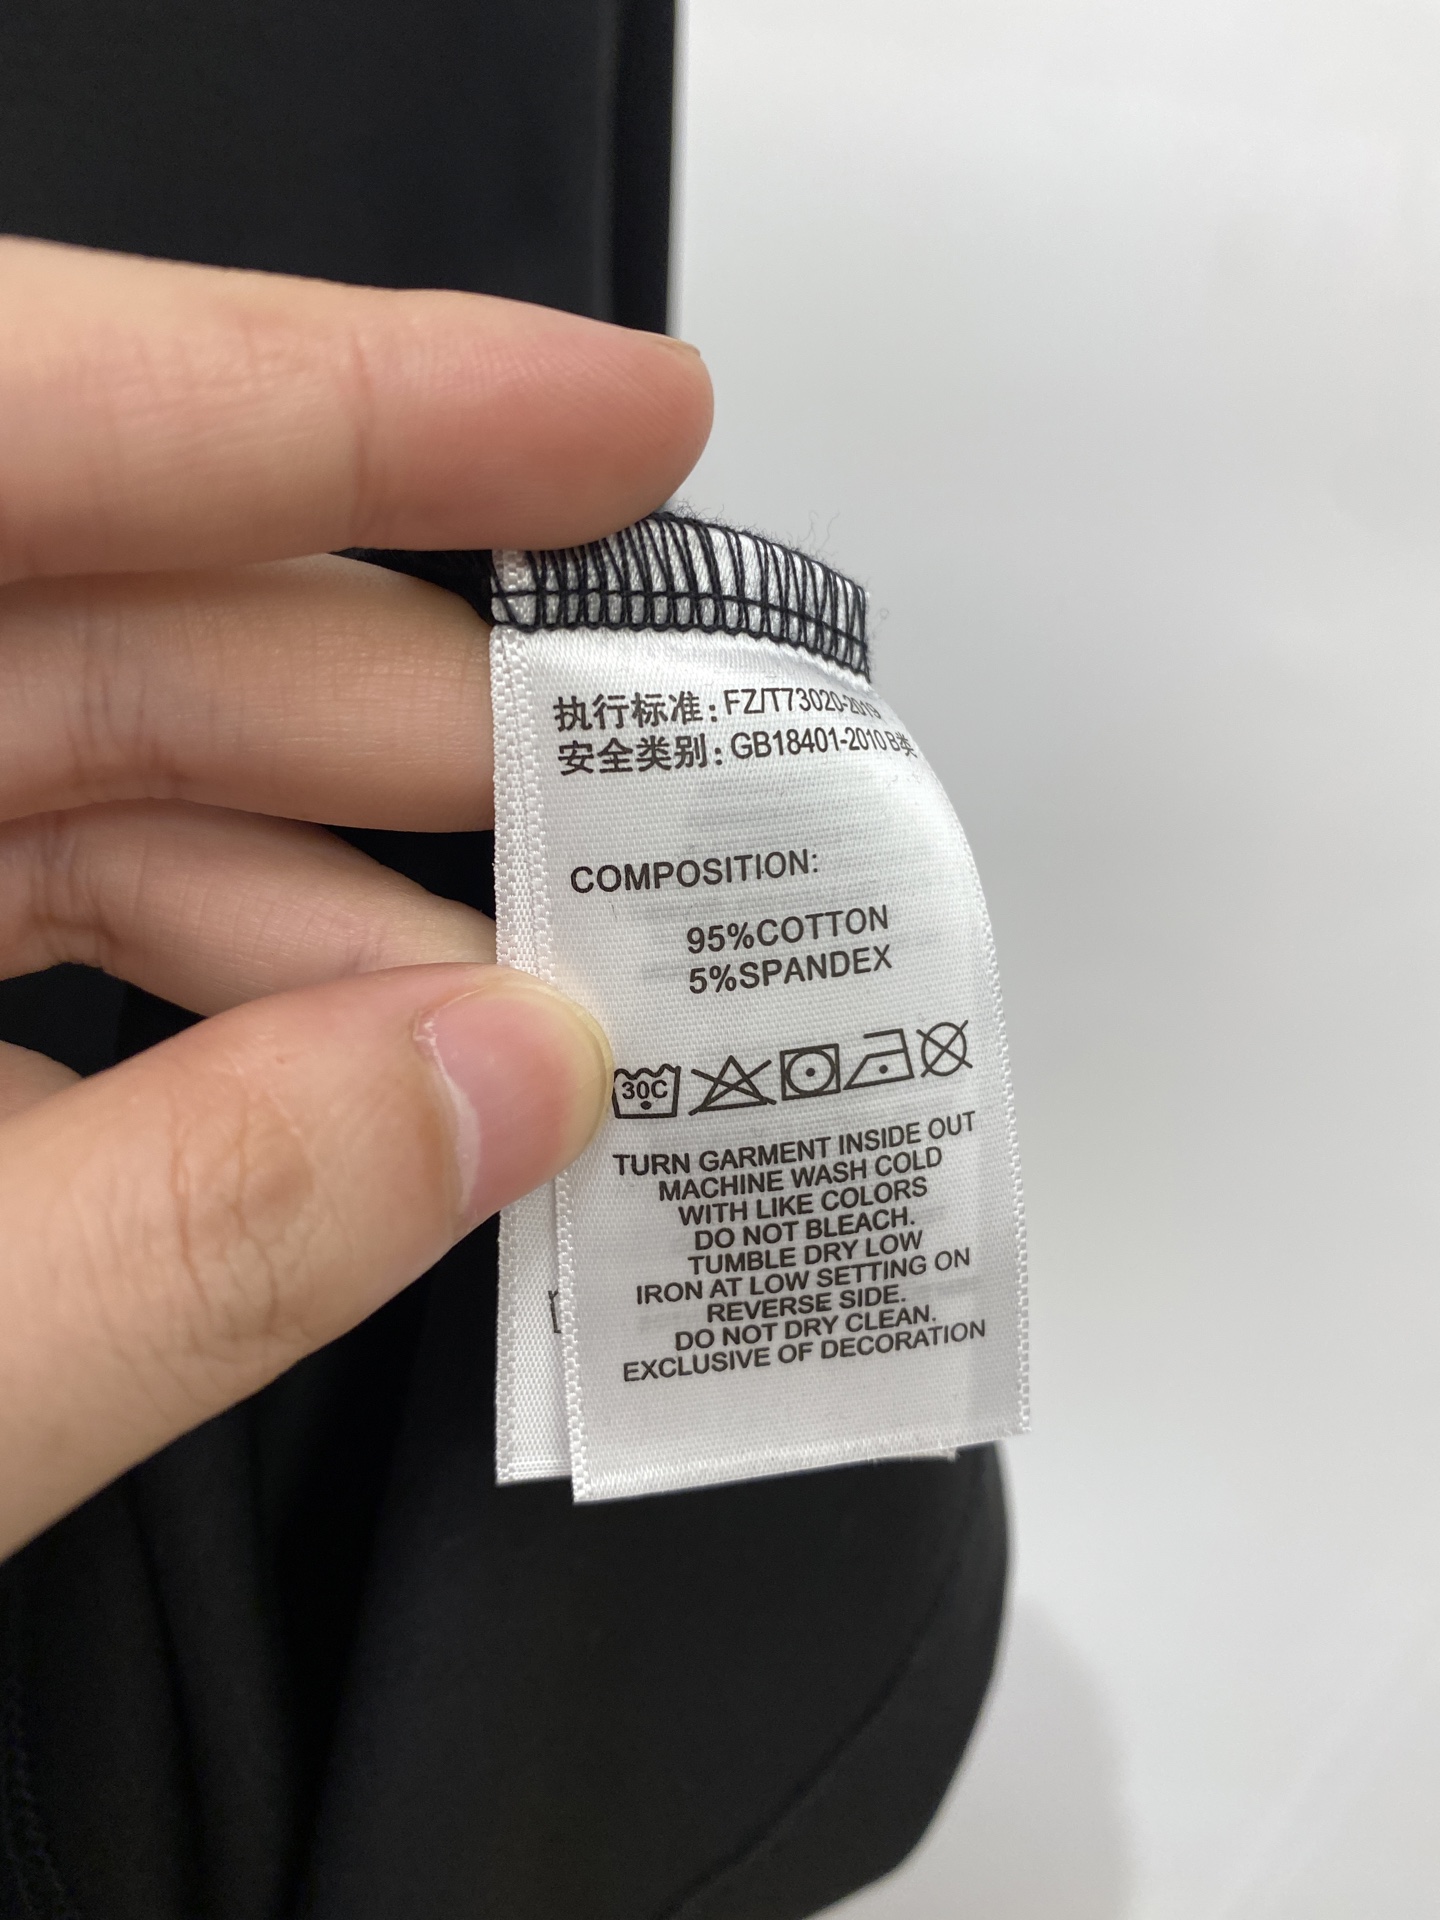 执行标准：FZ/T73020-2019
安全类别：GB18401-2010 B类
COMPOSITION:
95%COTTON
5%SPANDEX
30C
TURN GARMENT INSIDE OUT
MACHINE WASH COLD
WITH LIKE COLORS
DO NOT BLEACH.
TUMBLE DRY LOW
IRON AT LOW SETTING ON
REVERSE SIDE.
DO NOT DRY CLEAN.
EXCLUSIVE OF DECORATION